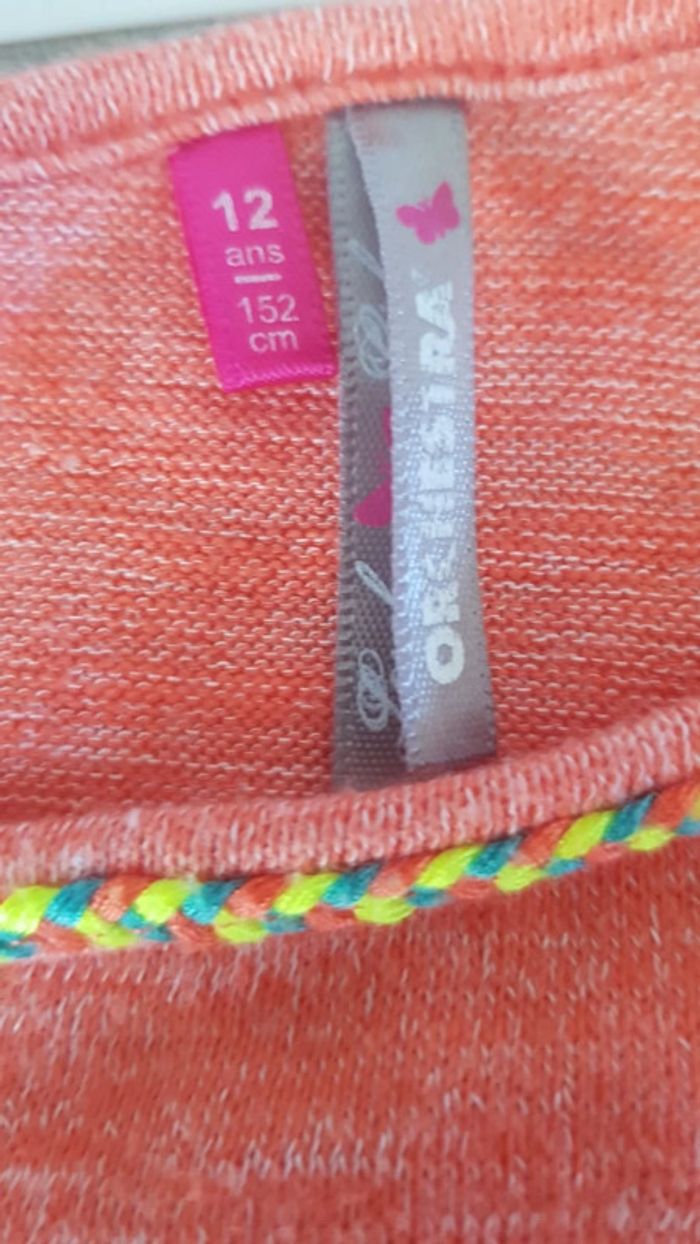 12
ans
152
cm
ORCHESTRA